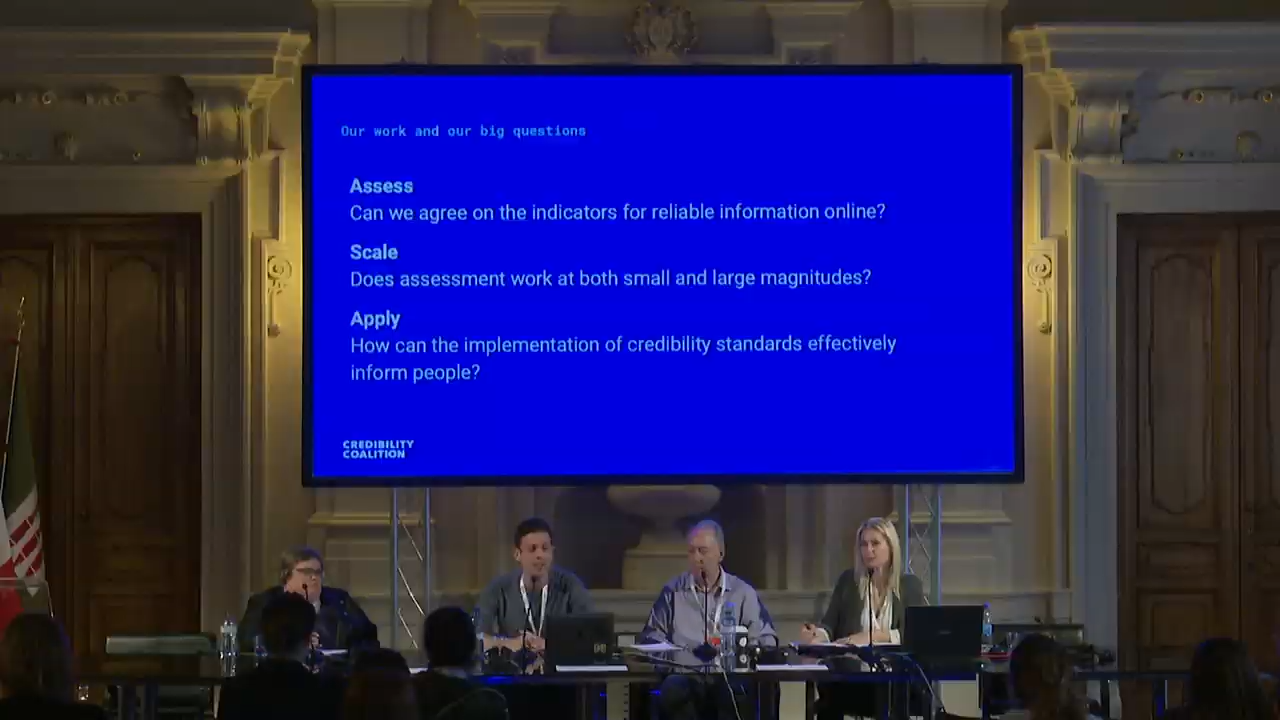 Our work and our big questions
Assess
Can we agree on the indicators for reliable information online?
Scale
Does assessment work at both small and large magnitudes?
Apply
How can the implementation of credibility standards effectively
inform people?
CREDIBILITY
COALITION